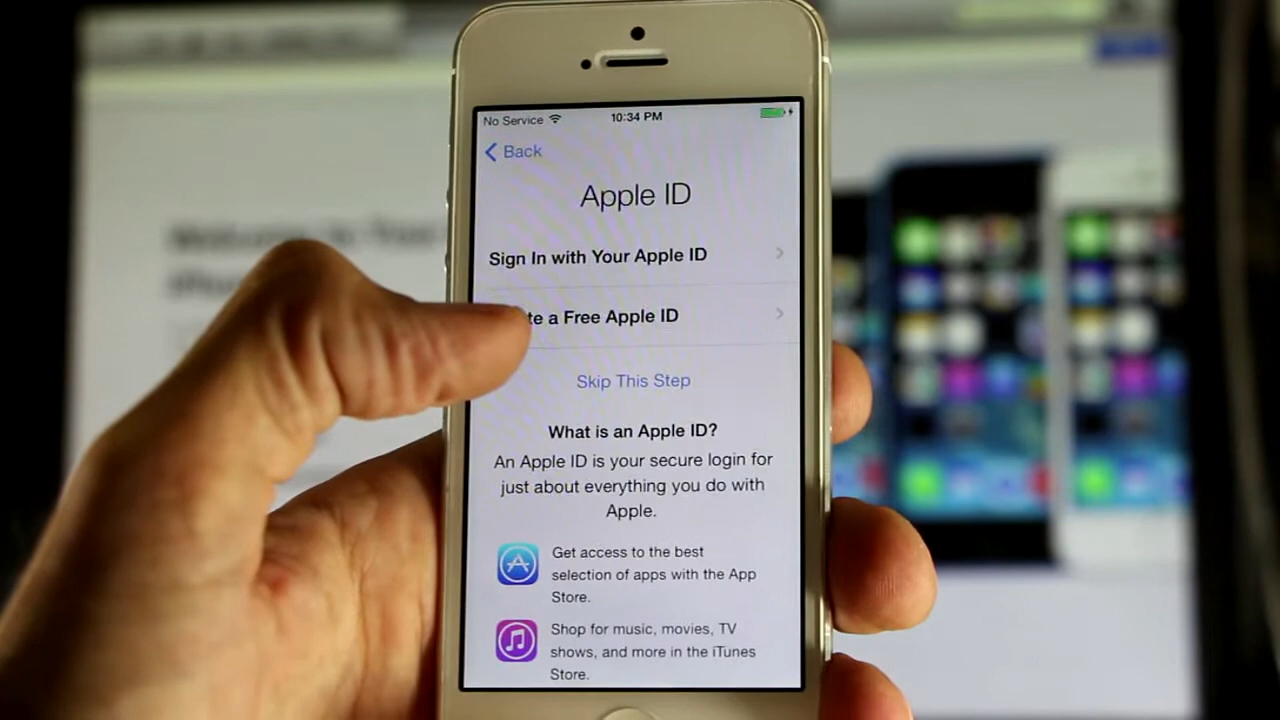 No Service 10:34 PM
Back
Apple ID
Sign In with Your Apple ID
te a Free Apple ID
Skip This Step
What is an Apple ID?
An Apple ID is your secure login for
just about everything you do with
Apple.
Get access to the best
selection of apps with the App
Store.
Shop for music, movies, TV
shows, and more in the iTunes
Store.